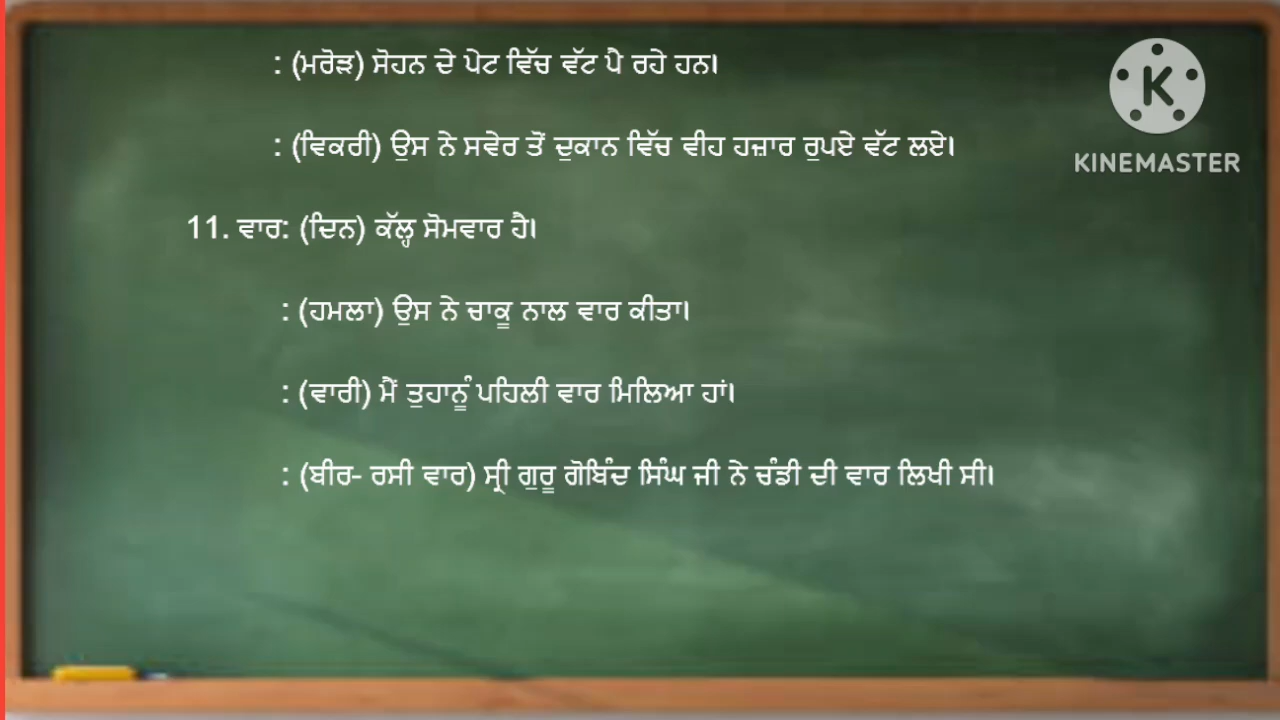 : (ਮਰੋੜ) ਸੋਹਨ ਦੇ ਪੇਟ ਵਿੱਚ ਵੱਟ ਪੈ ਰਹੇ ਹਨ।
: (ਵਿਕਰੀ) ਉਸ ਨੇ ਸਵੇਰ ਤੋਂ ਦੁਕਾਨ ਵਿੱਚ ਵੀਹ ਹਜ਼ਾਰ ਰੁਪਏ ਵੱਟ ਲਏ।
K
KINEMASTER
11. ਵਾਰ: (ਦਿਨ) ਕੱਲ੍ਹ ਸੋਮਵਾਰ ਹੈ।
: (ਹਮਲਾ) ਉਸ ਨੇ ਚਾਕੂ ਨਾਲ ਵਾਰ ਕੀਤਾ।
: (ਵਾਰੀ) ਮੈਂ ਤੁਹਾਨੂੰ ਪਹਿਲੀ ਵਾਰ ਮਿਲਿਆ ਹਾਂ।
: (ਬੀਰ- ਰਸੀ ਵਾਰ) ਸ੍ਰੀ ਗੁਰੂ ਗੋਬਿੰਦ ਸਿੰਘ ਜੀ ਨੇ ਚੰਡੀ ਦੀ ਵਾਰ ਲਿਖੀ ਸੀ।